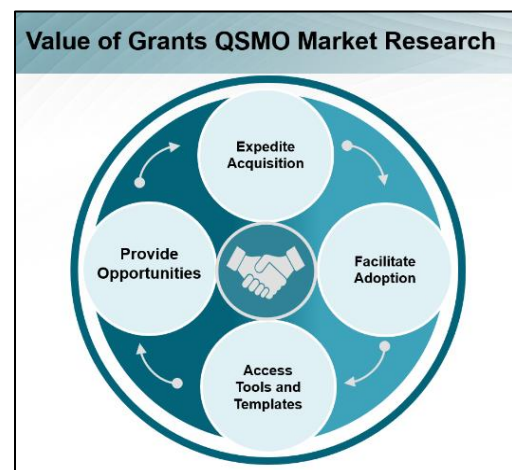 Value of Grants QSMO Market Research
Expedite
Acquisition
Provide
Opportunities
Facilitate
Adoption
Access
Tools and
Templates